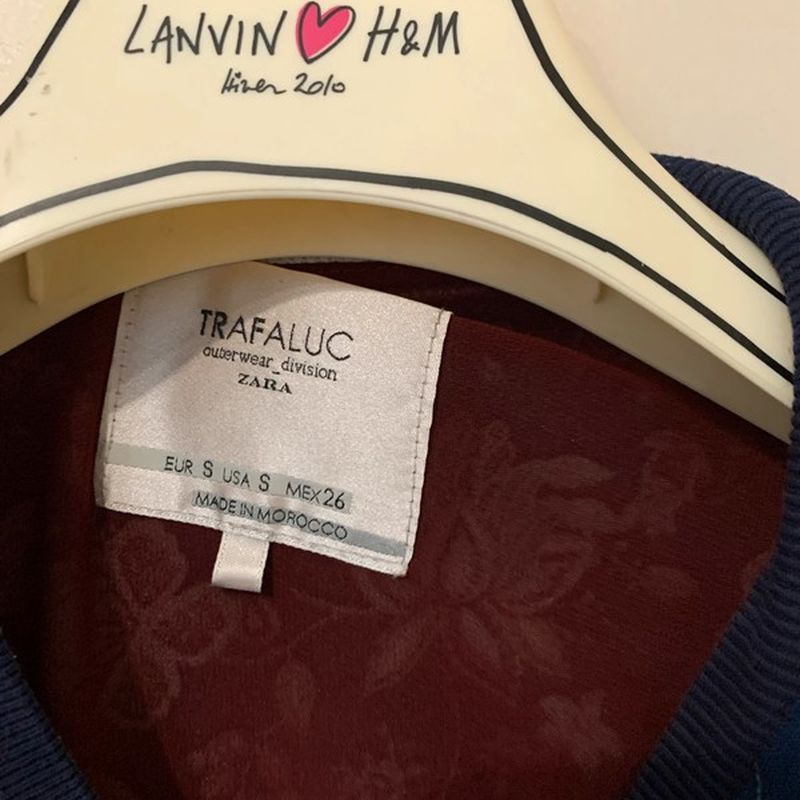 LANVIN H&M
Hiver 2010
TRAFALUC
outerwear_division
ZARA
EUR S USA S MEX 26
MADE IN MOROCCO